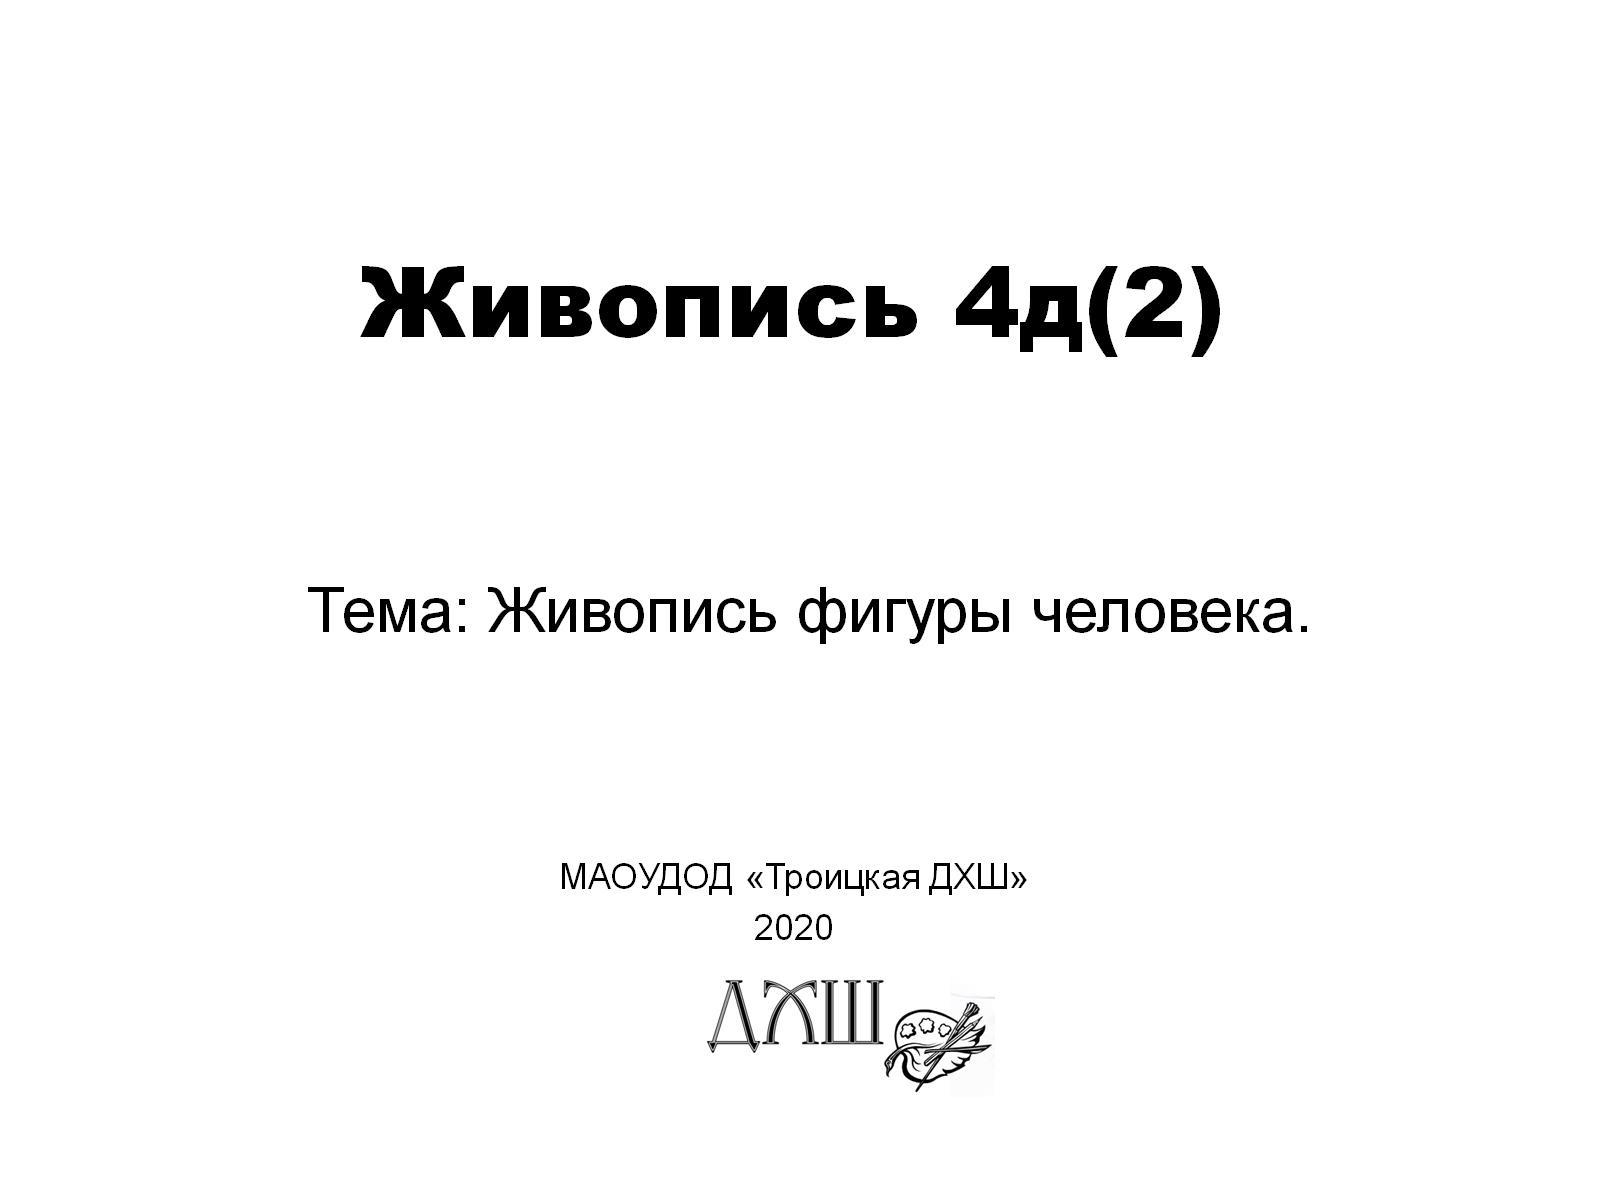 Живопись 4д(2)
Тема: Живопись фигуры человека.
МАОУДОД «Троицкая ДХШ»
2020
ДХШ